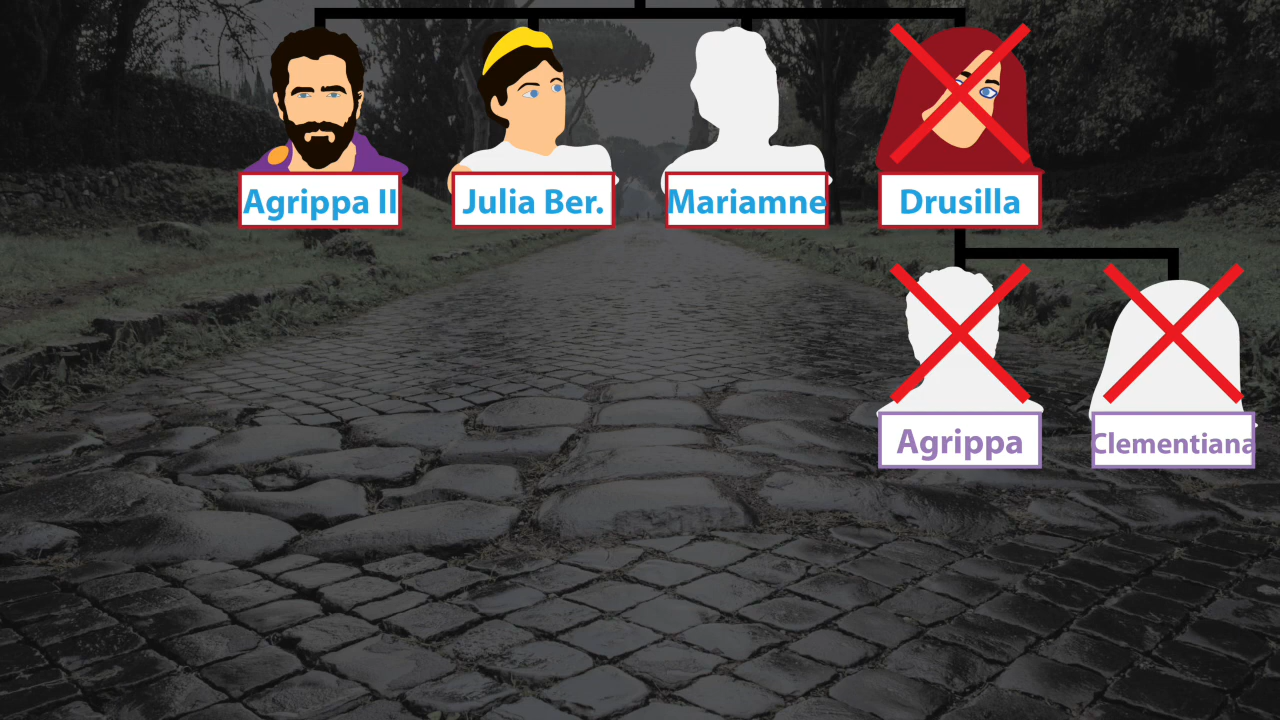 Agrippa II
Julia Ber.
Mariamne
Drusilla
Agrippa
Clementiana